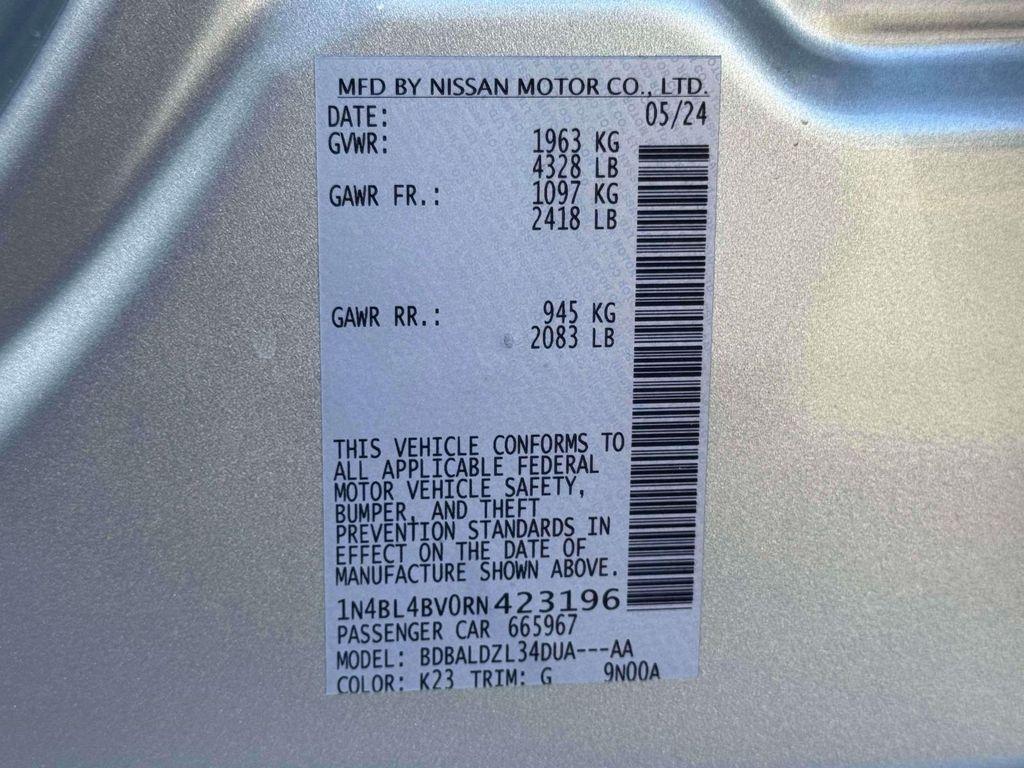 MFD BY NISSAN MOTOR CO., LTD.
DATE: 05/24
GVWR: 1963 KG
4328 LB
GAWR FR.: 1097 KG
2418 LB
GAWR RR.: 945 KG
2083 LB
THIS VEHICLE CONFORMS TO
ALL APPLICABLE FEDERAL
MOTOR VEHICLE SAFETY,
BUMPER, AND THEFT
PREVENTION STANDARDS IN
EFFECT ON THE DATE OF
MANUFACTURE SHOWN ABOVE.
1N4BL4BV0RN423196
PASSENGER CAR 665967
MODEL: BDBALDZL34DUA---AA
COLOR: K23 TRIM: G 9N00A